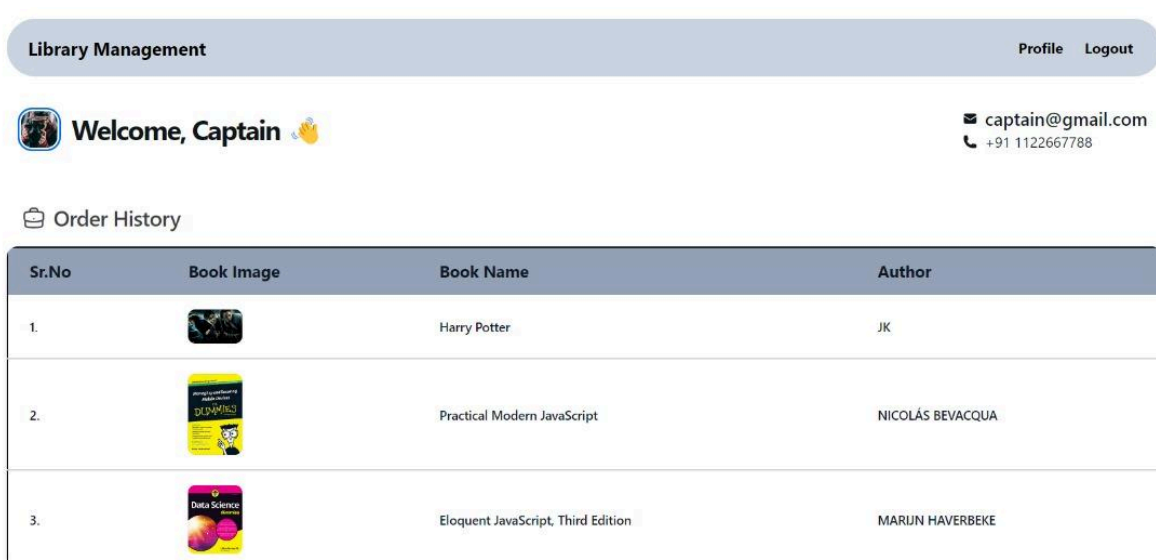 Library Management
Profile Logout
Welcome, Captain
captain@gmail.com
+91 1122667788
Order History
Sr.No Book Image Book Name Author
1. Harry Potter JK
DUMMIES
2. Practical Modern JavaScript NICOLÁS BEVACQUA
Data Science
3. Eloquent JavaScript, Third Edition MARIJN HAVERBEKE